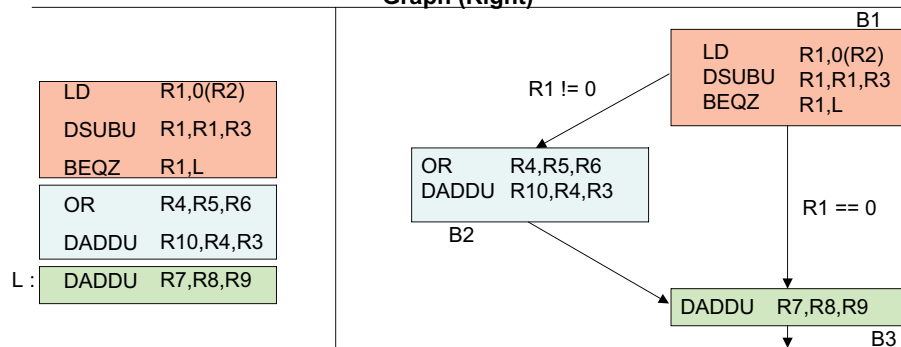 Graph (Right)
LD R1,0(R2)
DSUBU R1,R1,R3
BEQZ R1,L
OR R4,R5,R6
DADDU R10,R4,R3
L : DADDU R7,R8,R9
B1
LD R1,0(R2)
DSUBU R1,R1,R3
BEQZ R1,L
R1 != 0
OR R4,R5,R6
DADDU R10,R4,R3
B2
R1 == 0
DADDU R7,R8,R9
B3